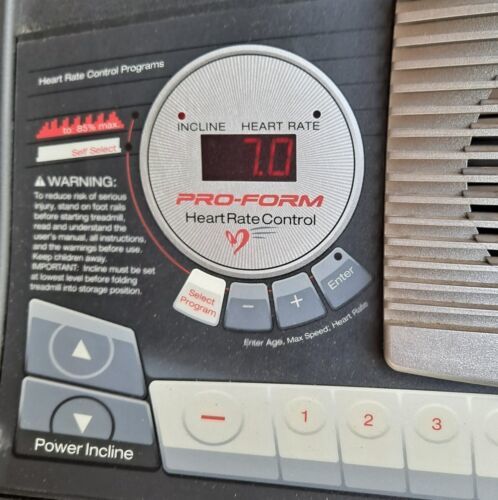 Heart Rate Control Programs
to 85% max.
Self Select
INCLINE HEART RATE
7.0
PRO-FORM
Heart Rate Control
WARNING:
To reduce risk of serious
injury, stand on foot rails
before starting treadmill,
read and understand the
user's manual, all instructions,
and the warnings before use.
Keep children away.
IMPORTANT: Incline must be set
at lowest level before folding
treadmill into storage position.
Select
Program
−
+
Enter
Enter Age, Max Speed, Heart Rate
Power Incline
−
1
2
3